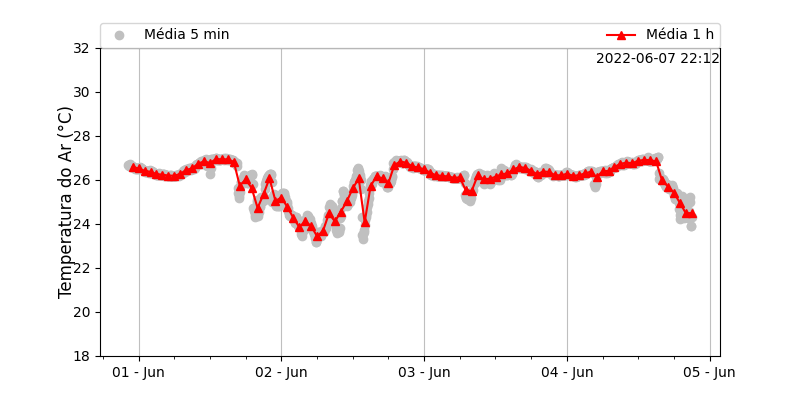 Média 5 min
Média 1 h
2022-06-07 22:12
Temperatura do Ar (°C)
32
30
28
26
24
22
20
18
01 - Jun
02 - Jun
03 - Jun
04 - Jun
05 - Jun